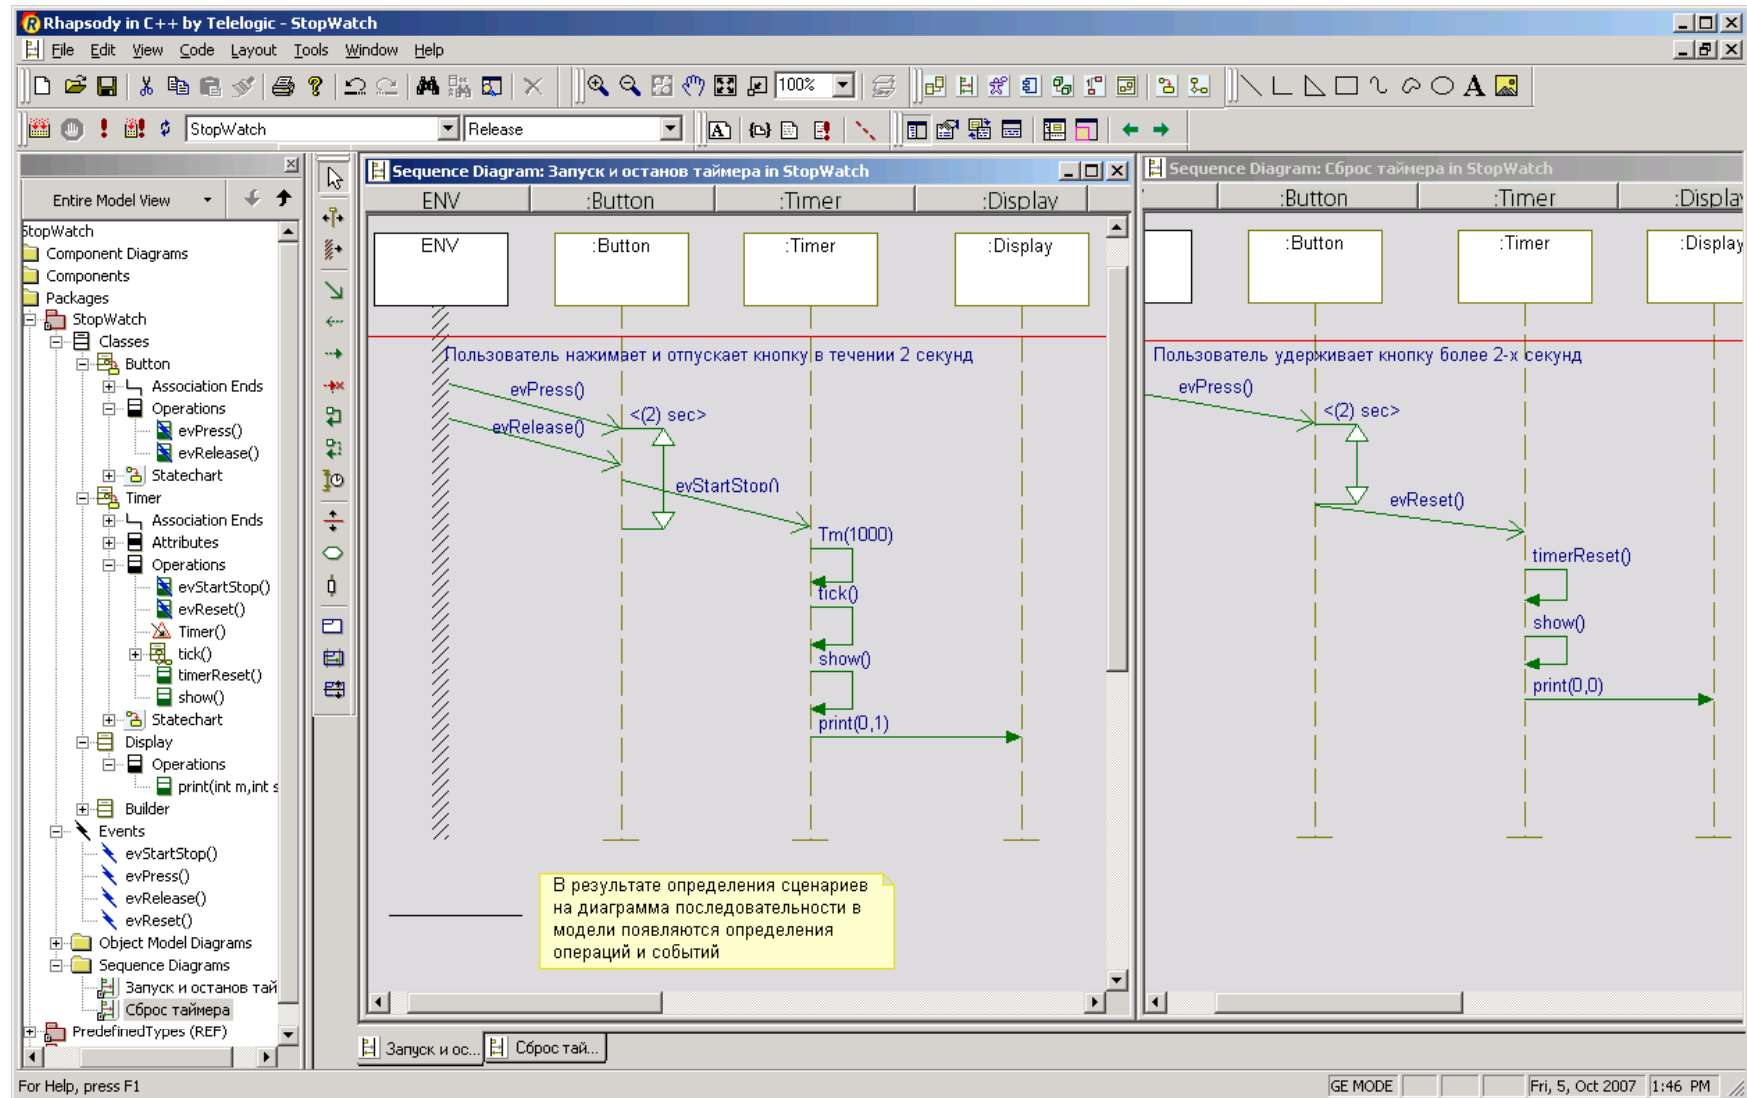 Rhapsody in C++ by Telelogic - StopWatch
File Edit View Code Layout Tools Window Help
100%
StopWatch Release
Entire Model View
StopWatch
Component Diagrams
Components
Packages
StopWatch
Classes
Button
Association Ends
Operations
evPress()
evRelease()
Statechart
Timer
Association Ends
Attributes
Operations
evStartStop()
evReset()
Timer()
tick()
timerReset()
show()
Statechart
Display
Operations
print(int m,int s
Builder
Events
evStartStop()
evPress()
evRelease()
evReset()
Object Model Diagrams
Sequence Diagrams
Запуск и останов тай
Сброс таймера
PredefinedTypes (REF)
Sequence Diagram: Запуск и останов таймера in StopWatch
ENV :Button :Timer :Display
ENV :Button :Timer :Display
Пользователь нажимает и отпускает кнопку в течении 2 секунд
evPress()
<(2) sec>
evRelease()
evStartStop()
Tm(1000)
tick()
show()
print(0,1)
В результате определения сценариев
на диаграмма последовательности в
модели появляются определения
операций и событий
Sequence Diagram: Сброс таймера in StopWatch
:Button :Timer :Display
:Button :Timer :Display
Пользователь удерживает кнопку более 2-х секунд
evPress()
<(2) sec>
evReset()
timerReset()
show()
print(0,0)
Запуск и ос... Сброс тай...
For Help, press F1
GE MODE Fri, 5, Oct 2007 1:46 PM